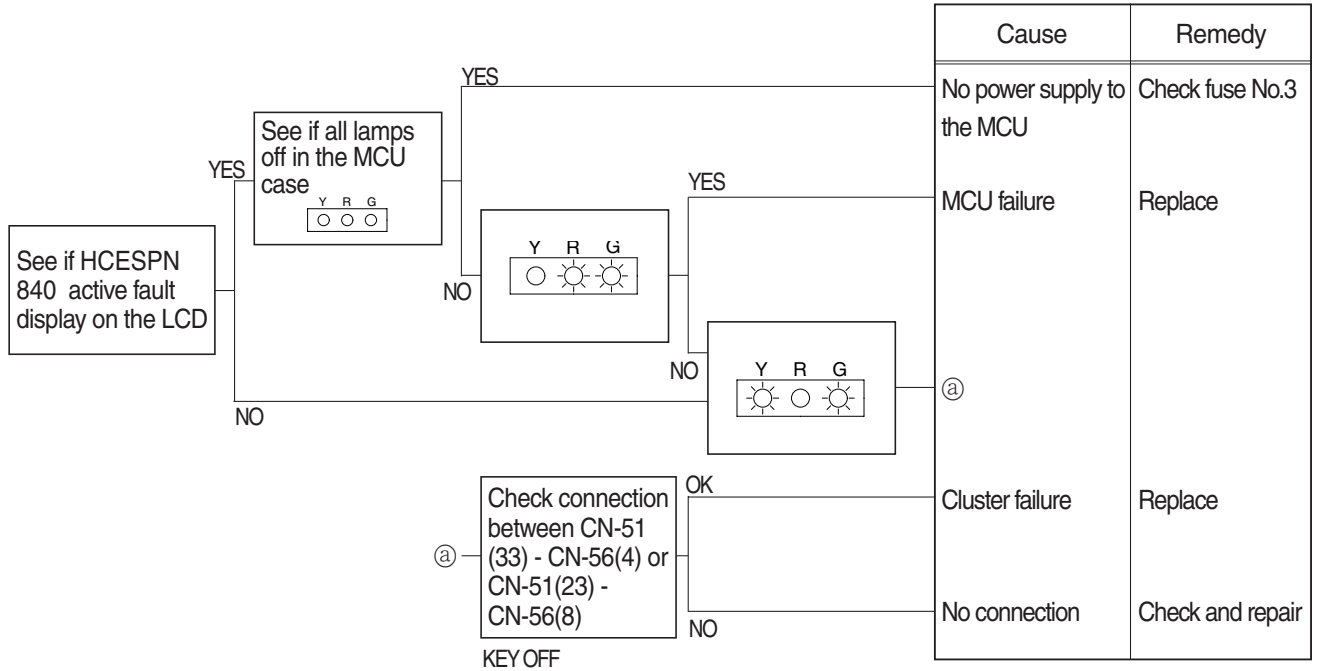 Cause Remedy
YES
No power supply to Check fuse No.3
the MCU
See if all lamps
off in the MCU
case
YES
Y R G
YES
MCU failure Replace
See if HCESPN
840 active fault
display on the LCD
Y R G
NO
NO
Y R G
ⓐ
NO
Check connection
between CN-51
(33) - CN-56(4) or
CN-51(23) -
CN-56(8)
OK
Cluster failure Replace
ⓐ
No connection Check and repair
NO
KEY OFF